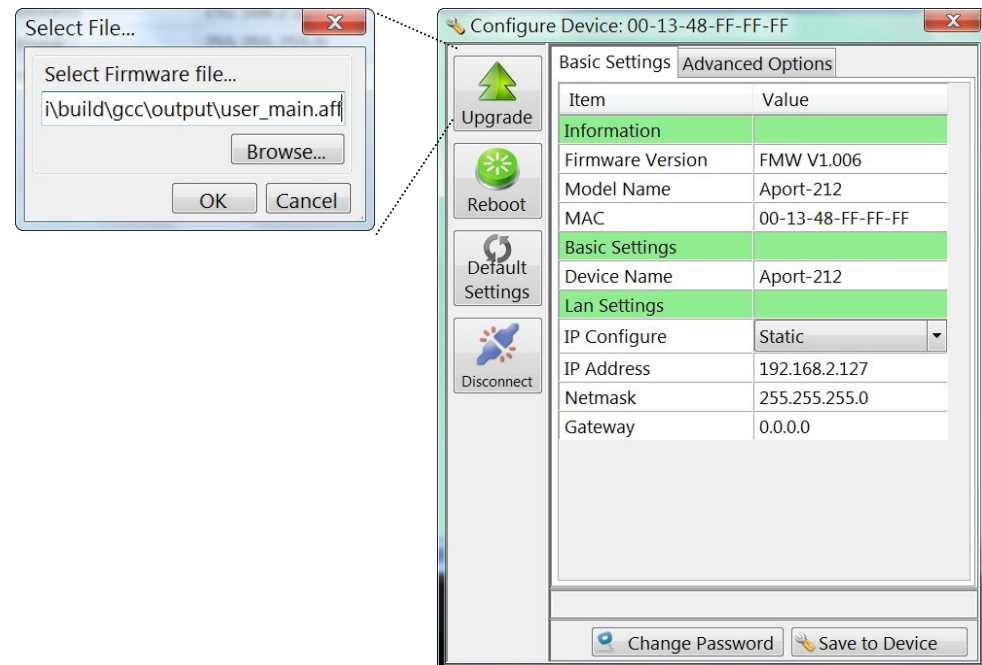 Select File...
Select Firmware file...
i\build\gcc\output\user_main.aff
Browse...
OK Cancel
Configure Device: 00-13-48-FF-FF-FF
Upgrade
Reboot
Default
Settings
Disconnect
Basic Settings Advanced Options
Item Value
Information
Firmware Version FMW V1.006
Model Name Aport-212
MAC 00-13-48-FF-FF-FF
Basic Settings
Device Name Aport-212
Lan Settings
IP Configure Static
IP Address 192.168.2.127
Netmask 255.255.255.0
Gateway 0.0.0.0
Change Password Save to Device